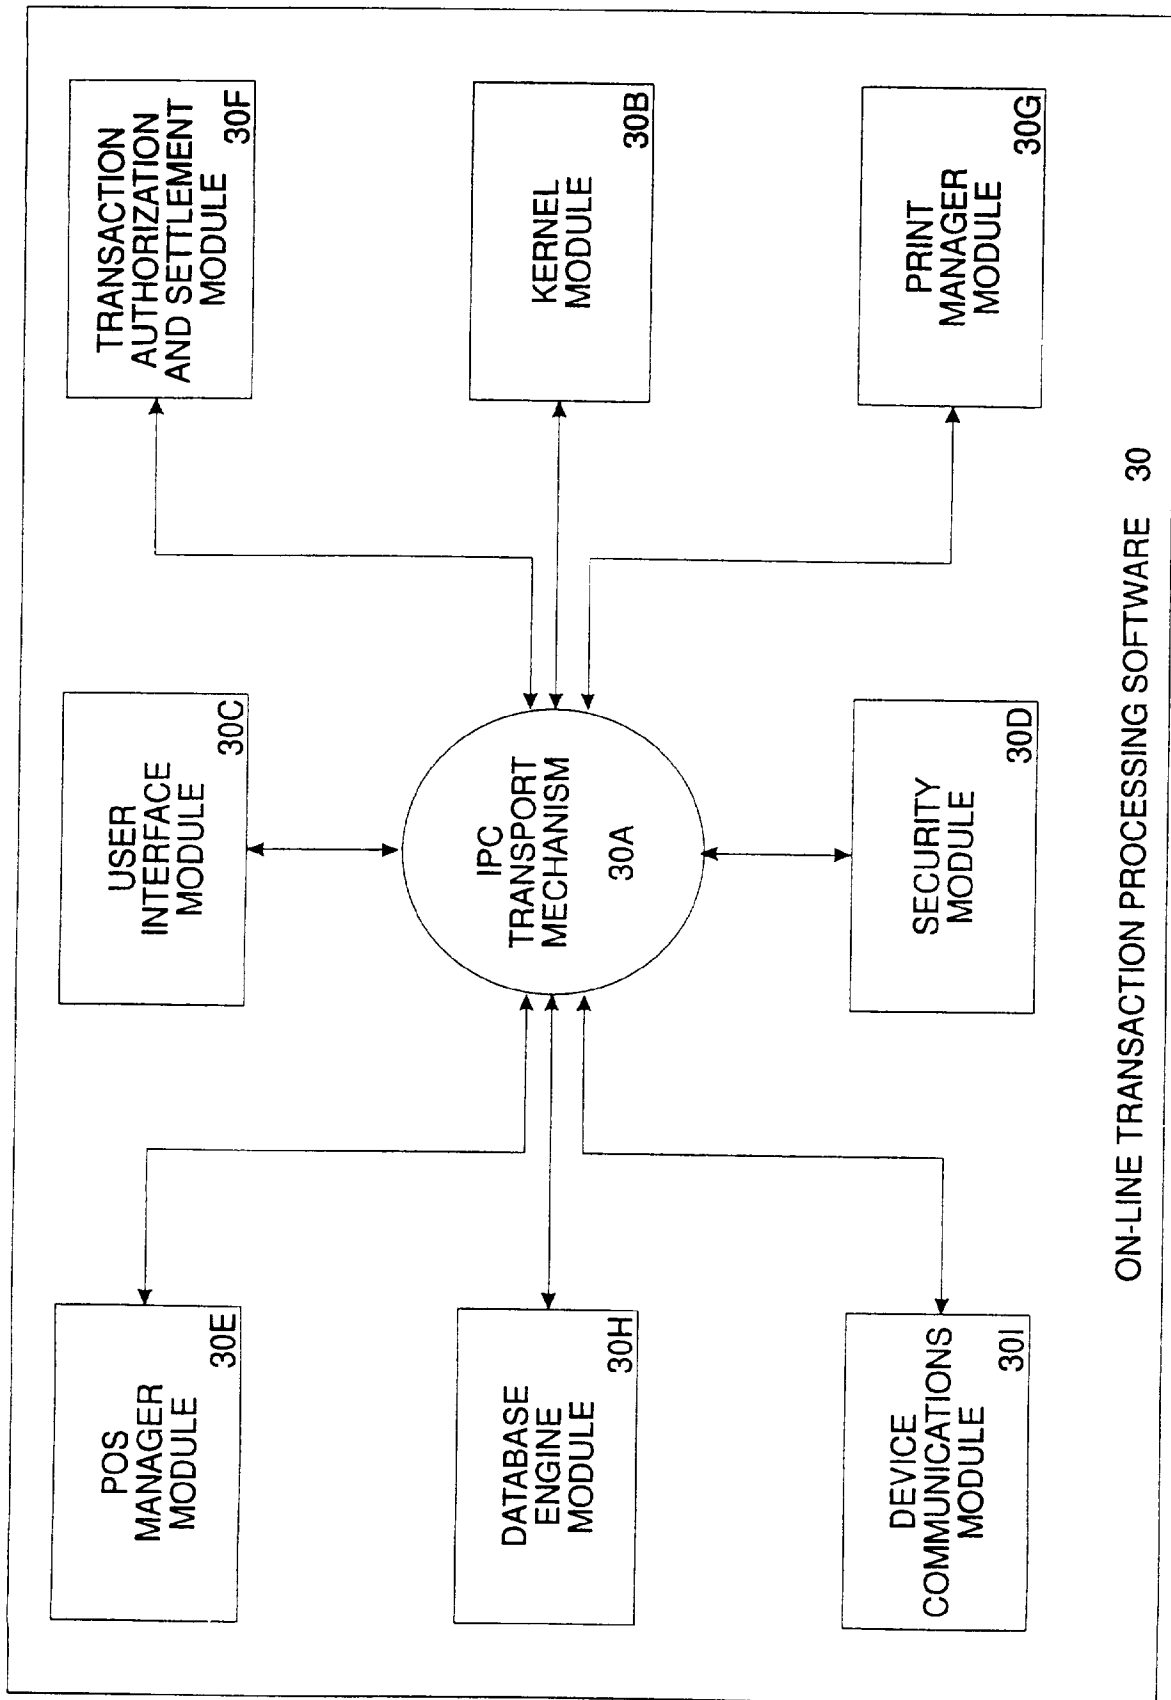 POS
MANAGER
MODULE
30E
USER
INTERFACE
MODULE
30C
TRANSACTION
AUTHORIZATION
AND SETTLEMENT
MODULE
30F
DATABASE
ENGINE
MODULE
30H
IPC
TRANSPORT
MECHANISM
30A
KERNEL
MODULE
30B
DEVICE
COMMUNICATIONS
MODULE
30I
SECURITY
MODULE
30D
PRINT
MANAGER
MODULE
30G
ON-LINE TRANSACTION PROCESSING SOFTWARE 30